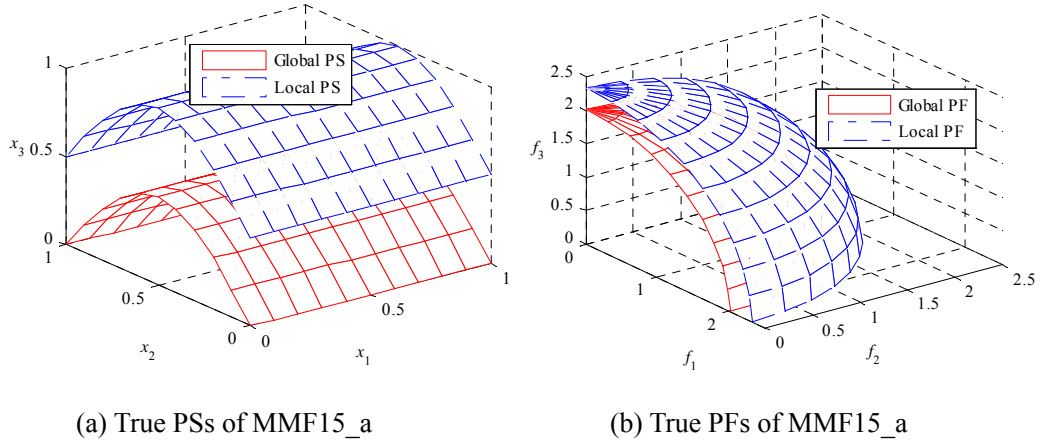 1
Global PS
Local PS
x3
0.5
0
1
0.5
0
x2
0
0.5
1
x1
2.5
2
1.5
1
0.5
0
f3
Global PF
Local PF
0
1
2
f1
0
0.5
1
1.5
2
2.5
f2
(a) True PSs of MMF15_a
(b) True PFs of MMF15_a